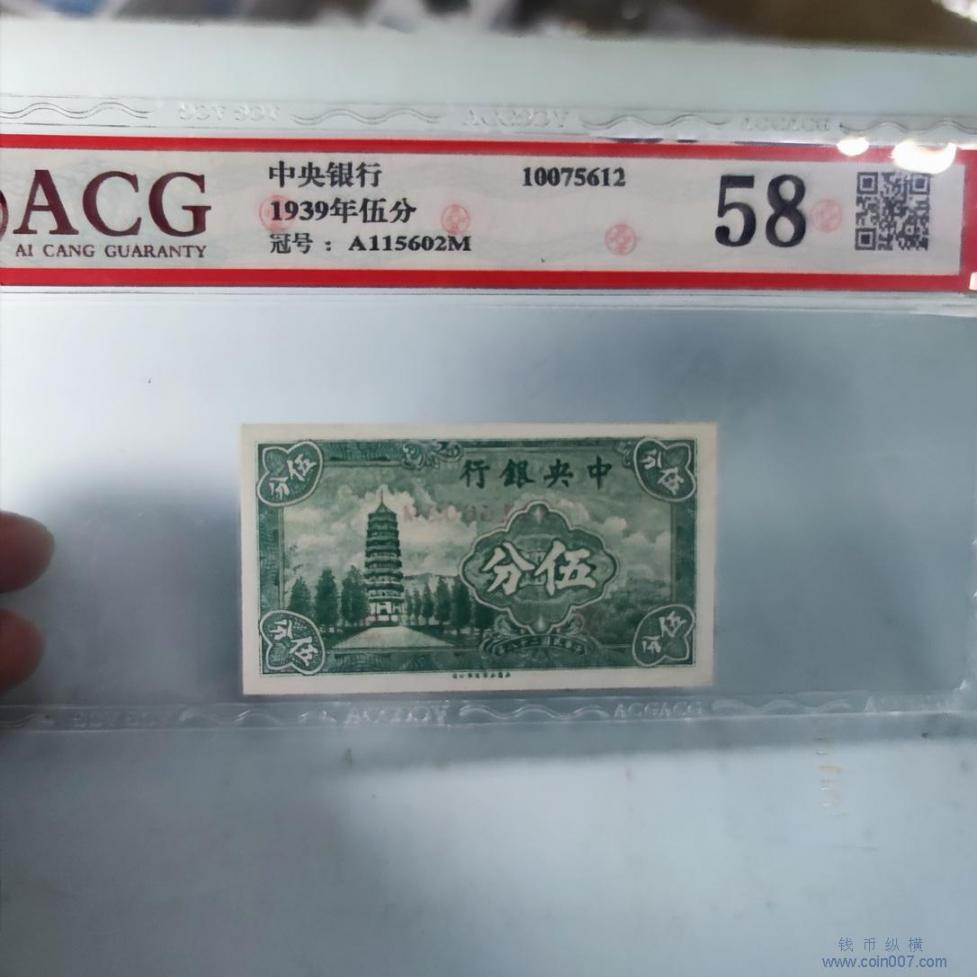 ACG
AI CANG GUARANTY
中央银行
1939年伍分
冠号：A115602M
10075612
58
行銀央中
伍分
分伍
分伍
伍分
伍分
ACGACG
钱币纵横
www.coin007.com